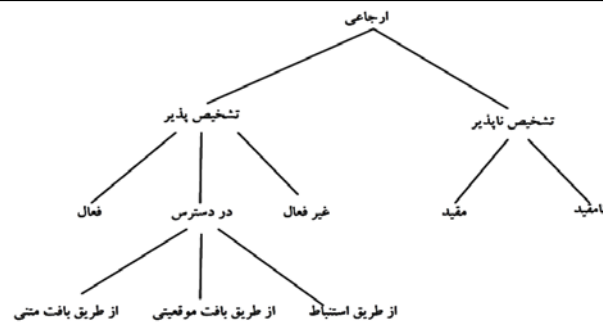 ارجاعی
تشخیص ناپذیر
تشخیص پذیر
نامفید
مقید
غیر فعال
در دسترس
فعال
از طریق استنباط
از طریق بافت موقعیتی
از طریق بافت متنی